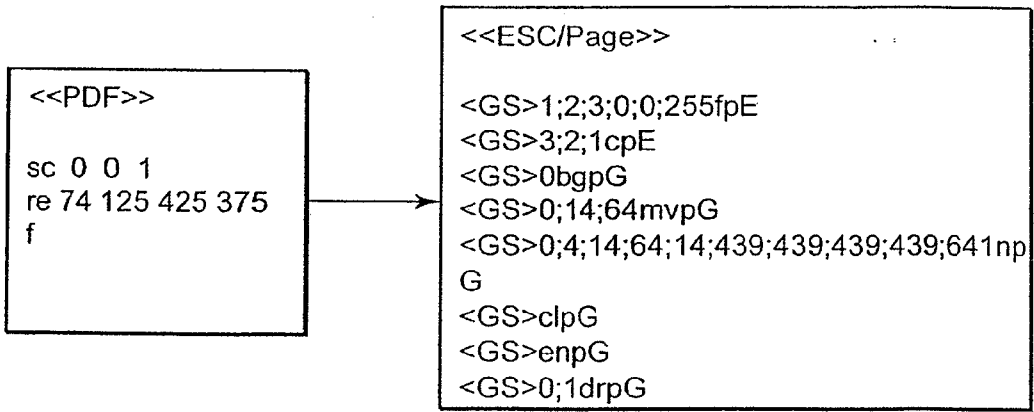 <<PDF>>
sc 0 0 1
re 74 125 425 375
f
<<ESC/Page>>
<GS>1;2;3;0;0;255fpE
<GS>3;2;1cpE
<GS>0bgpG
<GS>0;14;64mvpG
<GS>0;4;14;64;14;439;439;439;439;641np
G
<GS>clpG
<GS>enpG
<GS>0;1drpG